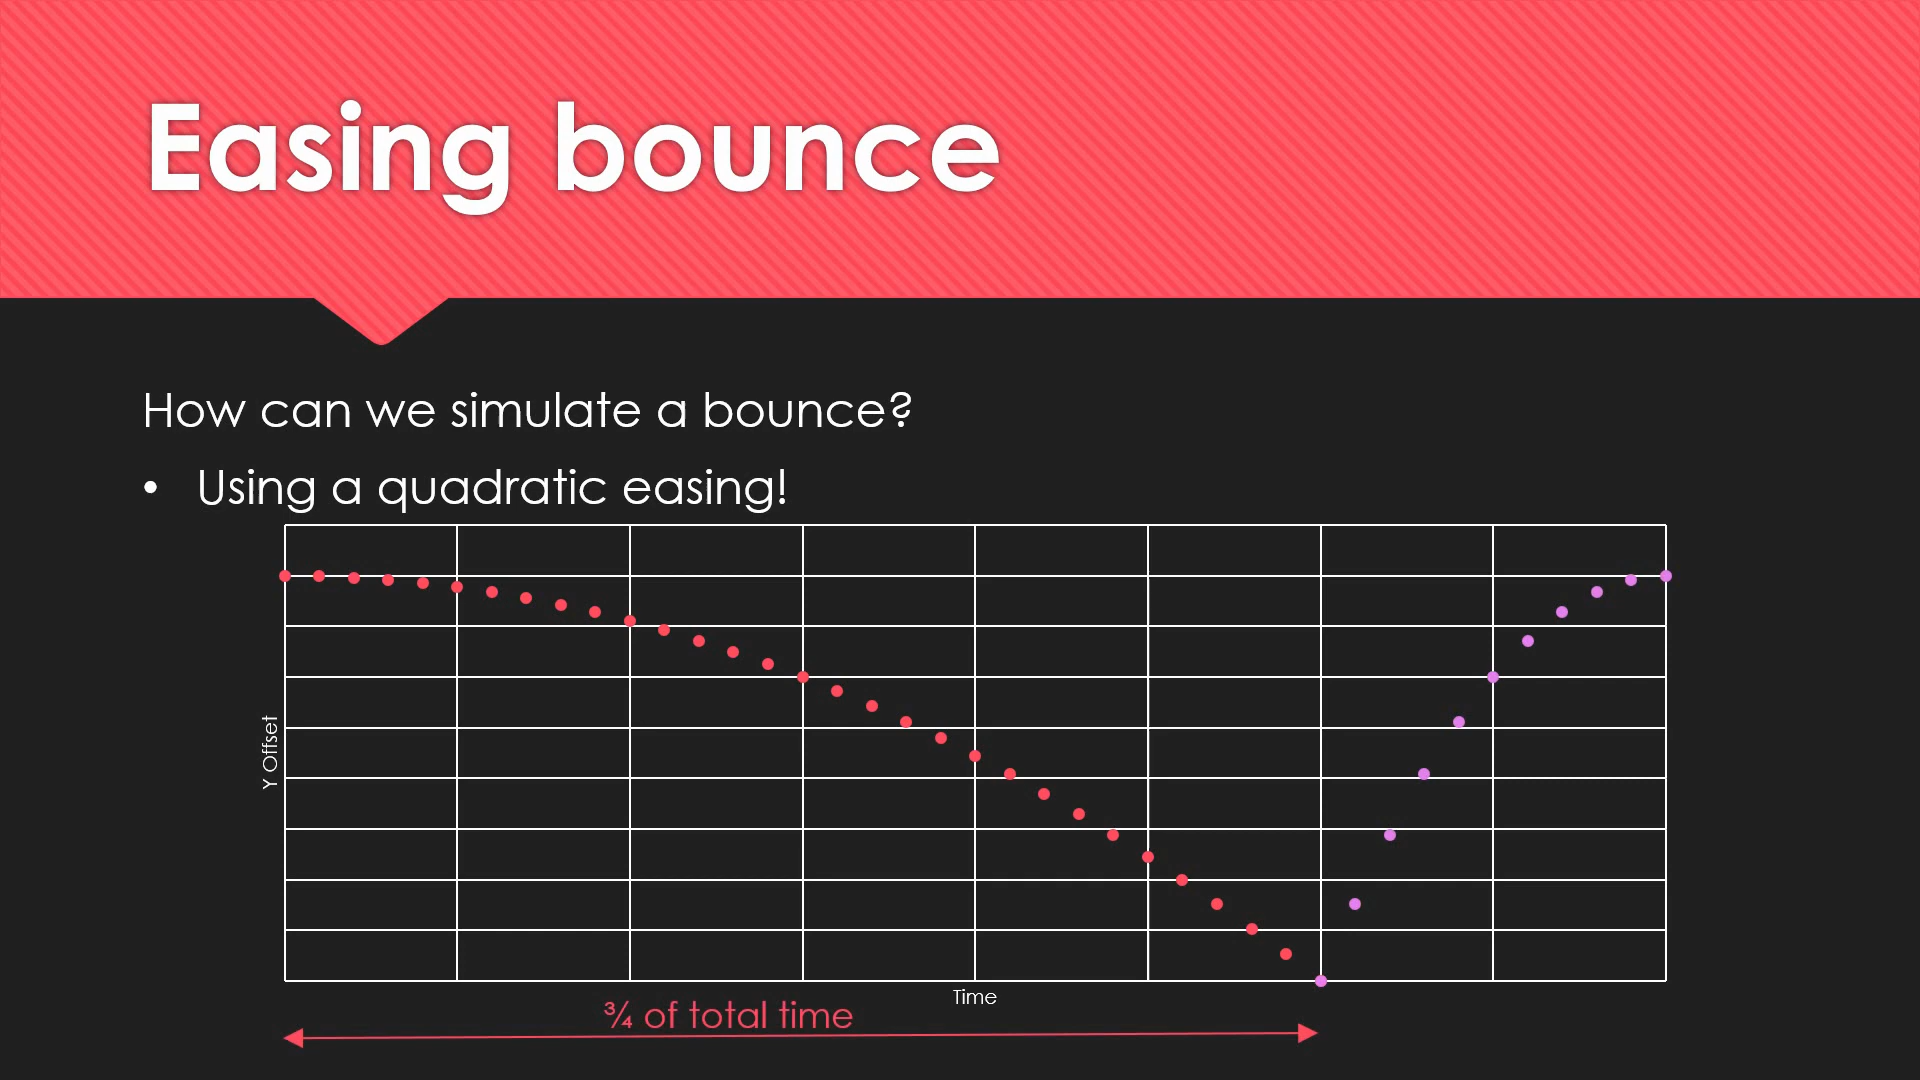 Easing bounce
How can we simulate a bounce?
• Using a quadratic easing!
Y Offset
Time
¾ of total time